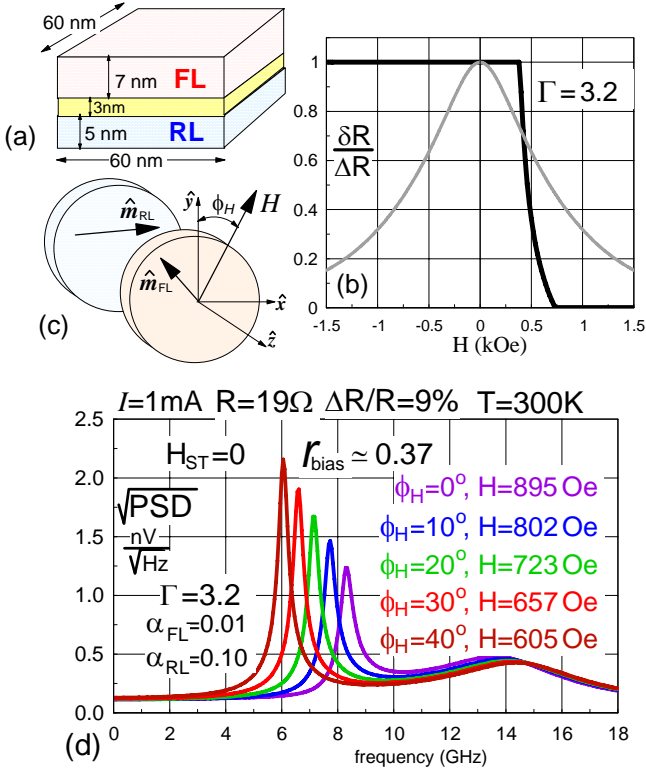 60 nm
7 nm FL
3nm
5 nm RL
(a)
60 nm
1
0.8
0.6
0.4
0.2
0
δR
ΔR
Γ = 3.2
(b)
-1.5 -1 -0.5 0 0.5 1 1.5
H (kOe)
m̂RL
ŷ ϕH H
m̂FL
x̂
ẑ
(c)
I=1mA R=19Ω ΔR/R=9% T=300K
2.5
2.0
1.5
1.0
0.5
0.0
HST=0 rbias ≃ 0.37
√PSD
nV
√Hz
Γ = 3.2
αFL=0.01
αRL=0.10
ϕH=0°, H=895 Oe
ϕH=10°, H=802 Oe
ϕH=20°, H=723 Oe
ϕH=30°, H=657 Oe
ϕH=40°, H=605 Oe
0 2 4 6 8 10 12 14 16 18
(d)
frequency (GHz)